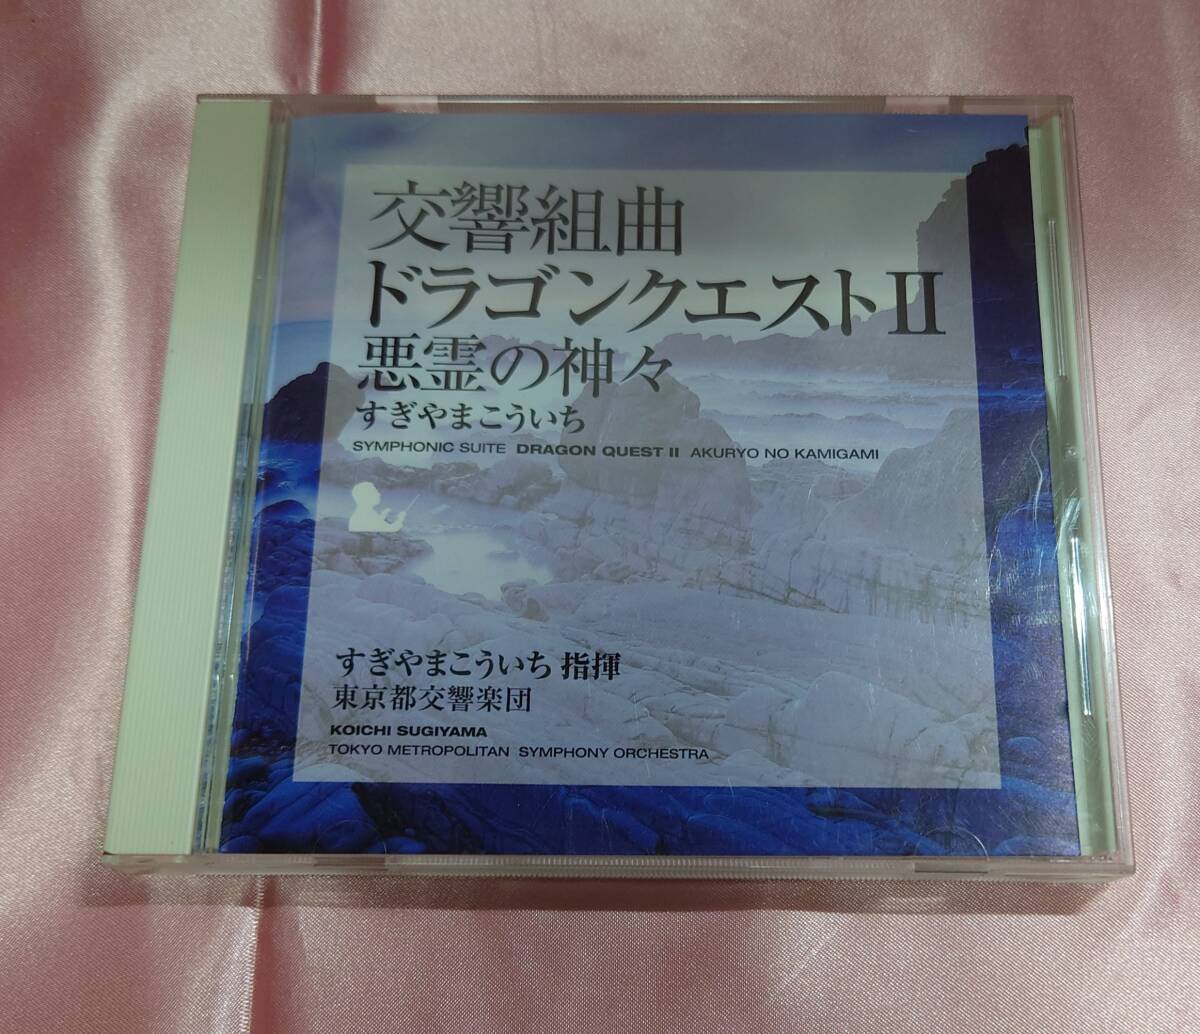 交響組曲
ドラゴンクエストⅡ
悪霊の神々
すぎやまこういち
SYMPHONIC SUITE DRAGON QUEST II AKURYO NO KAMIGAMI
すぎやまこういち 指揮
東京都交響楽団
KOICHI SUGIYAMA
TOKYO METROPOLITAN SYMPHONY ORCHESTRA